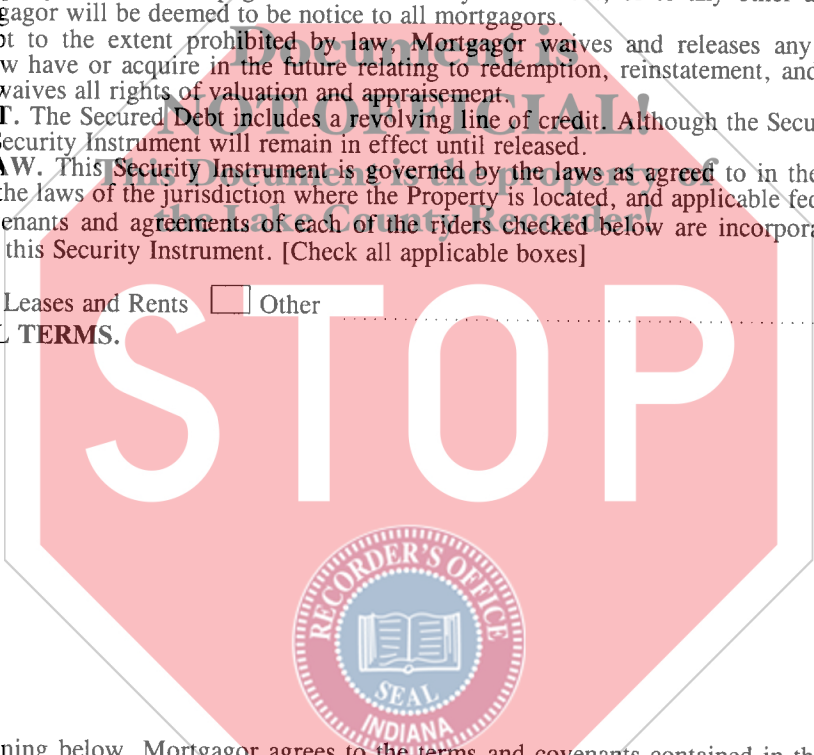 gagor will be deemed to be notice to all mortgagors.
Document is
to the extent prohibited by law, Mortgagor waives and releases any
have or acquire in the future relating to redemption, reinstatement, and
waives all rights of valuation and appraisement.
NOT OFFICIAL!
T. The Secured Debt includes a revolving line of credit. Although the Secu
Security Instrument will remain in effect until released.
AW. This Security Instrument is governed by the laws as agreed to in the
This Document is the property of
the laws of the jurisdiction where the Property is located, and applicable fed
the Lake County Recorder!
enants and agreements of each of the riders checked below are incorpora
this Security Instrument. [Check all applicable boxes]
Leases and Rents Other
L TERMS.
STOP
RECORDER'S OFFICE
SEAL
INDIANA
ning below, Mortgagor agrees to the terms and covenants contained in th